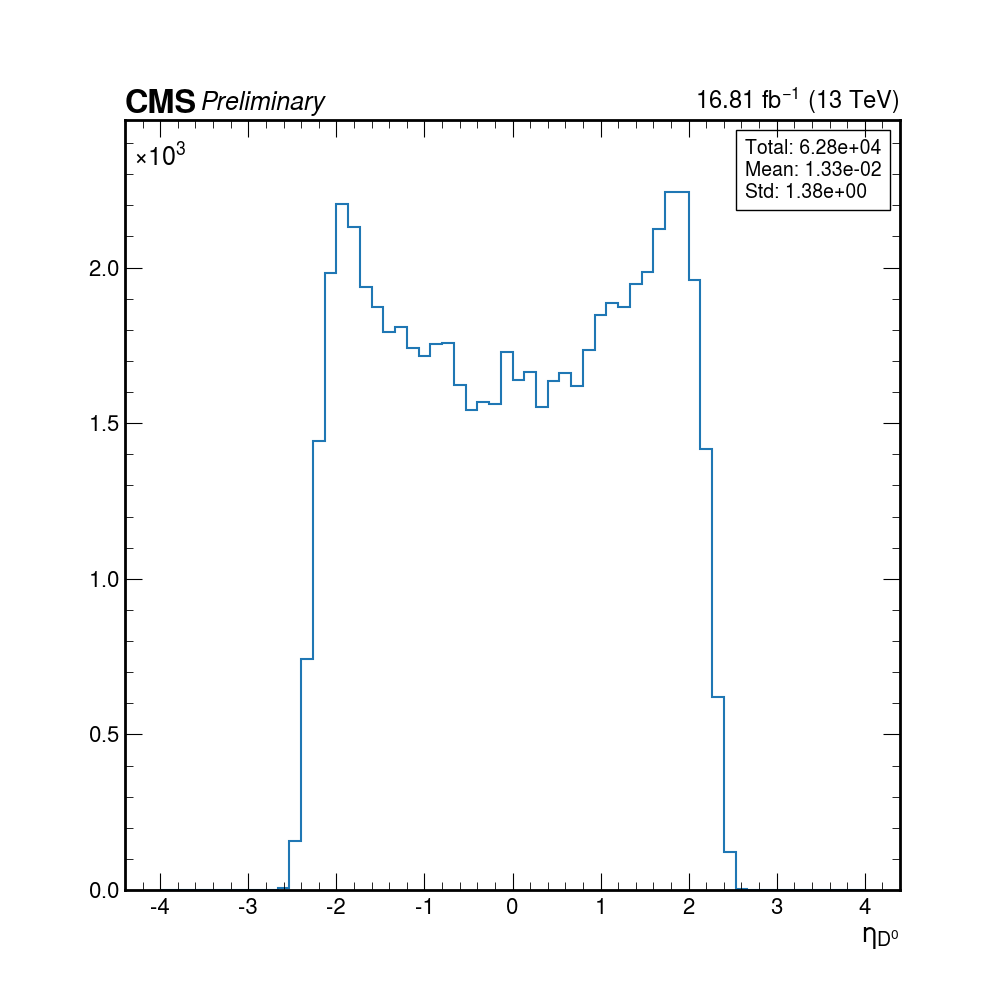 CMS Preliminary
16.81 fb⁻¹ (13 TeV)
×10³
Total: 6.28e+04
Mean: 1.33e-02
Std: 1.38e+00
2.0
1.5
1.0
0.5
0.0
-4 -3 -2 -1 0 1 2 3 4
η_D⁰